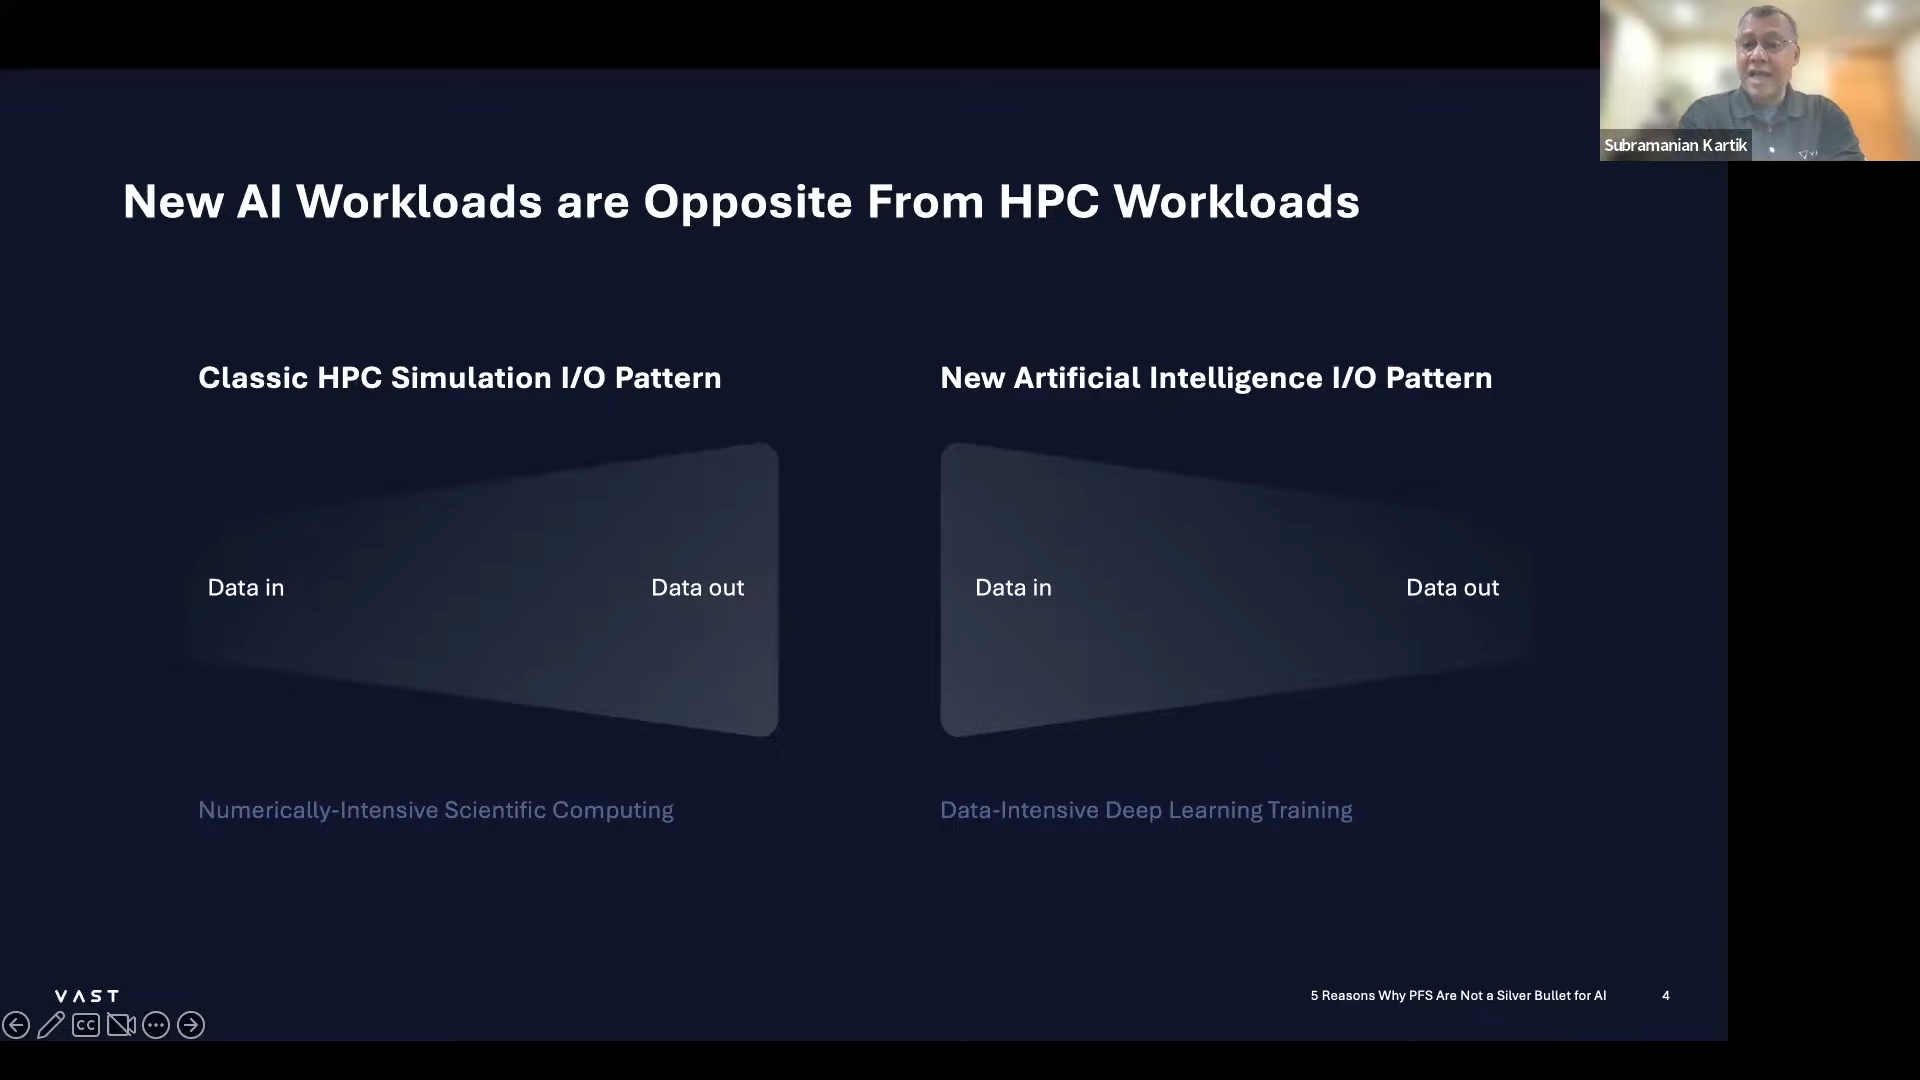 Subramanian Kartik
New AI Workloads are Opposite From HPC Workloads
Classic HPC Simulation I/O Pattern
New Artificial Intelligence I/O Pattern
Data in
Data out
Data in
Data out
Numerically-Intensive Scientific Computing
Data-Intensive Deep Learning Training
VAST
5 Reasons Why PFS Are Not a Silver Bullet for AI
4
CC